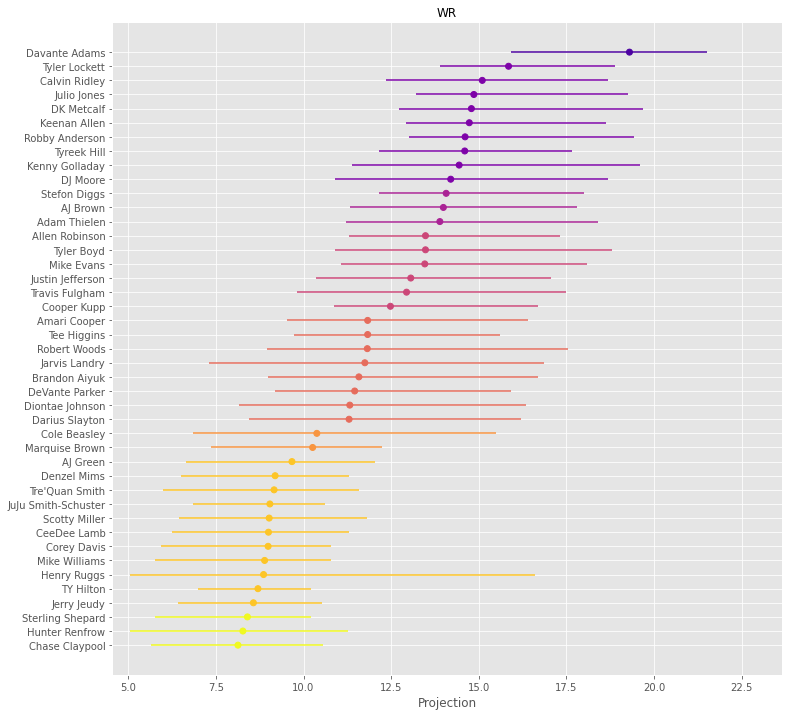 WR
Davante Adams
Tyler Lockett
Calvin Ridley
Julio Jones
DK Metcalf
Keenan Allen
Robby Anderson
Tyreek Hill
Kenny Golladay
DJ Moore
Stefon Diggs
AJ Brown
Adam Thielen
Allen Robinson
Tyler Boyd
Mike Evans
Justin Jefferson
Travis Fulgham
Cooper Kupp
Amari Cooper
Tee Higgins
Robert Woods
Jarvis Landry
Brandon Aiyuk
DeVante Parker
Diontae Johnson
Darius Slayton
Cole Beasley
Marquise Brown
AJ Green
Denzel Mims
Tre'Quan Smith
JuJu Smith-Schuster
Scotty Miller
CeeDee Lamb
Corey Davis
Mike Williams
Henry Ruggs
TY Hilton
Jerry Jeudy
Sterling Shepard
Hunter Renfrow
Chase Claypool
5.0 7.5 10.0 12.5 15.0 17.5 20.0 22.5
Projection